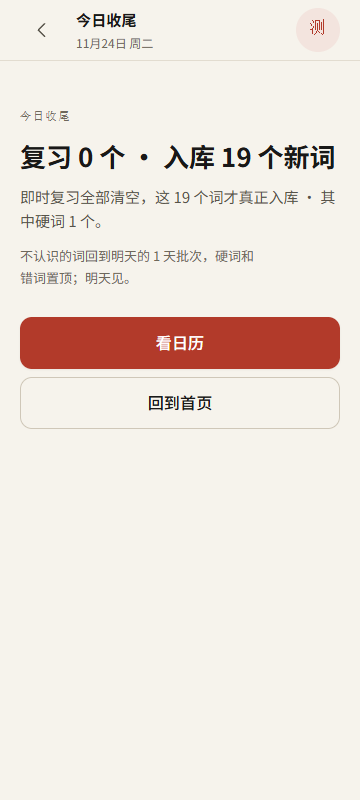 今日收尾
11月24日 周二
测
今日收尾
复习 0 个 · 入库 19 个新词
即时复习全部清空，这 19 个词才真正入库 · 其
中硬词 1 个。
不认识的词回到明天的 1 天批次，硬词和
错词置顶；明天见。
看日历
回到首页